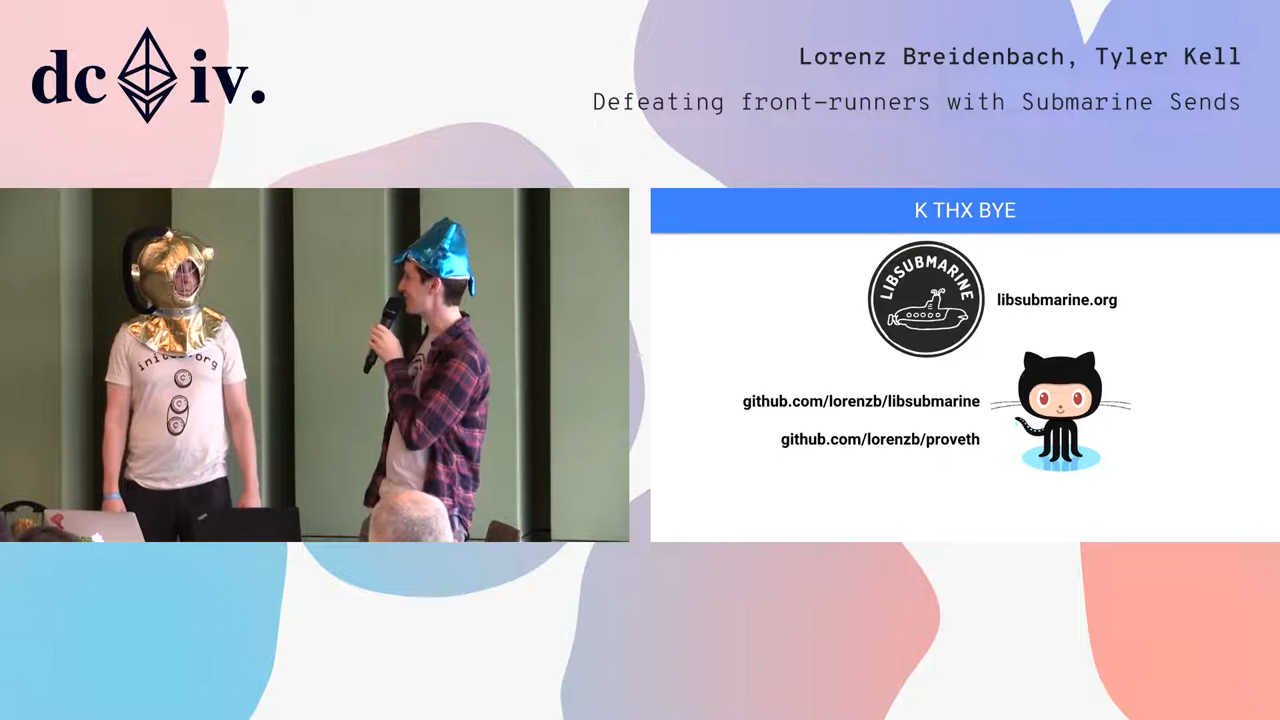 dc iv.
Lorenz Breidenbach, Tyler Kell
Defeating front-runners with Submarine Sends
K THX BYE
LIBSUBMARINE
libsubmarine.org
github.com/lorenzb/libsubmarine
github.com/lorenzb/proveth